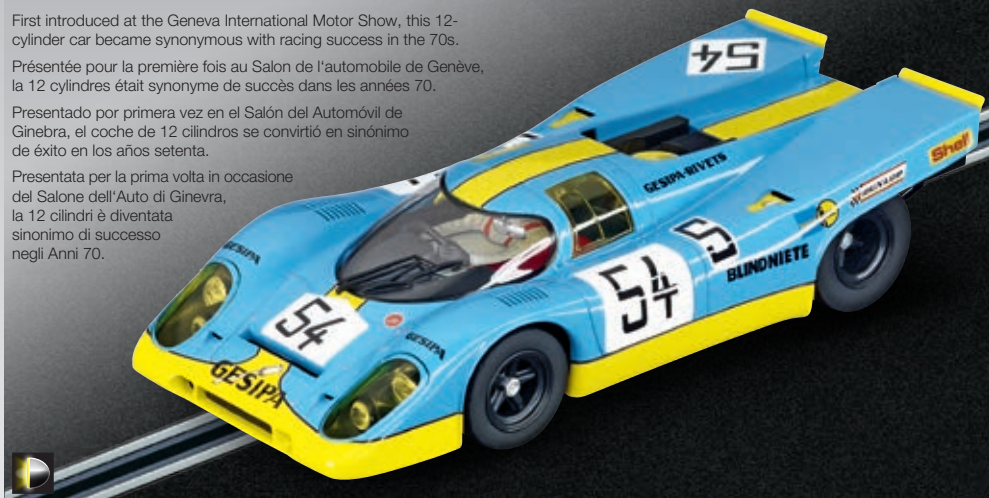 First introduced at the Geneva International Motor Show, this 12-
cylinder car became synonymous with racing success in the 70s.
Présentée pour la première fois au Salon de l'automobile de Genève,
la 12 cylindres était synonyme de succès dans les années 70.
Presentado por primera vez en el Salón del Automóvil de
Ginebra, el coche de 12 cilindros se convirtió en sinónimo
de éxito en los años setenta.
Presentata per la prima volta in occasione
del Salone dell'Auto di Ginevra,
la 12 cilindri è diventata
sinonimo di successo
negli Anni 70.
54
Shell
GESIPA-RIVETS
DUNLOP
5
BLINDNIETE
GESIPA
54
T
54
GESIPA
GESIPA